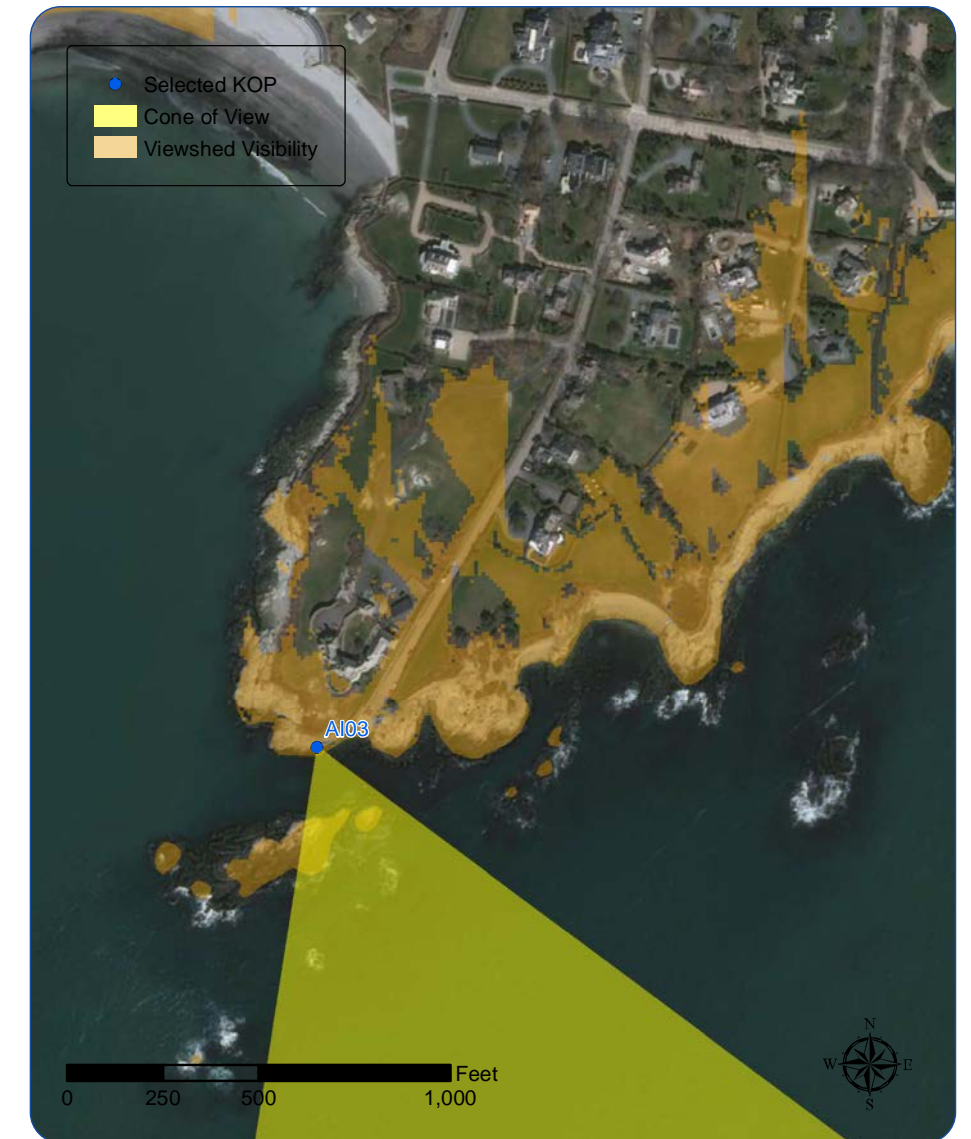 Selected KOP
Cone of View
Viewshed Visibility
AI03
N
W E
S
Feet
0 250 500 1,000